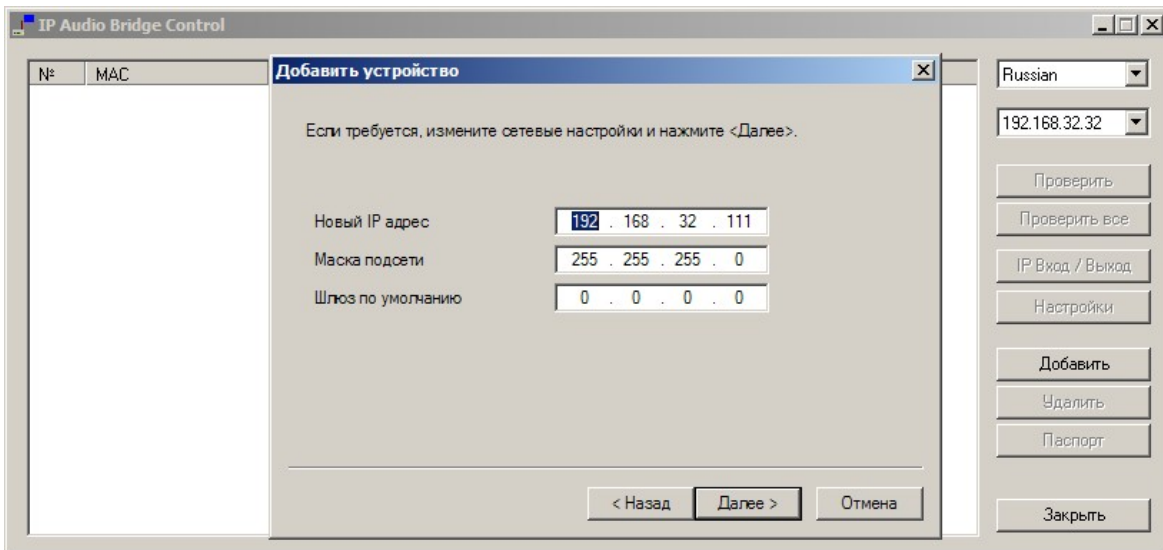 IP Audio Bridge Control
№ MAC
Добавить устройство
Если требуется, измените сетевые настройки и нажмите <Далее>.
Новый IP адрес 192 . 168 . 32 . 111
Маска подсети 255 . 255 . 255 . 0
Шлюз по умолчанию 0 . 0 . 0 . 0
< Назад Далее > Отмена
Russian
192.168.32.32
Проверить
Проверить все
IP Вход / Выход
Настройки
Добавить
Удалить
Паспорт
Закрыть